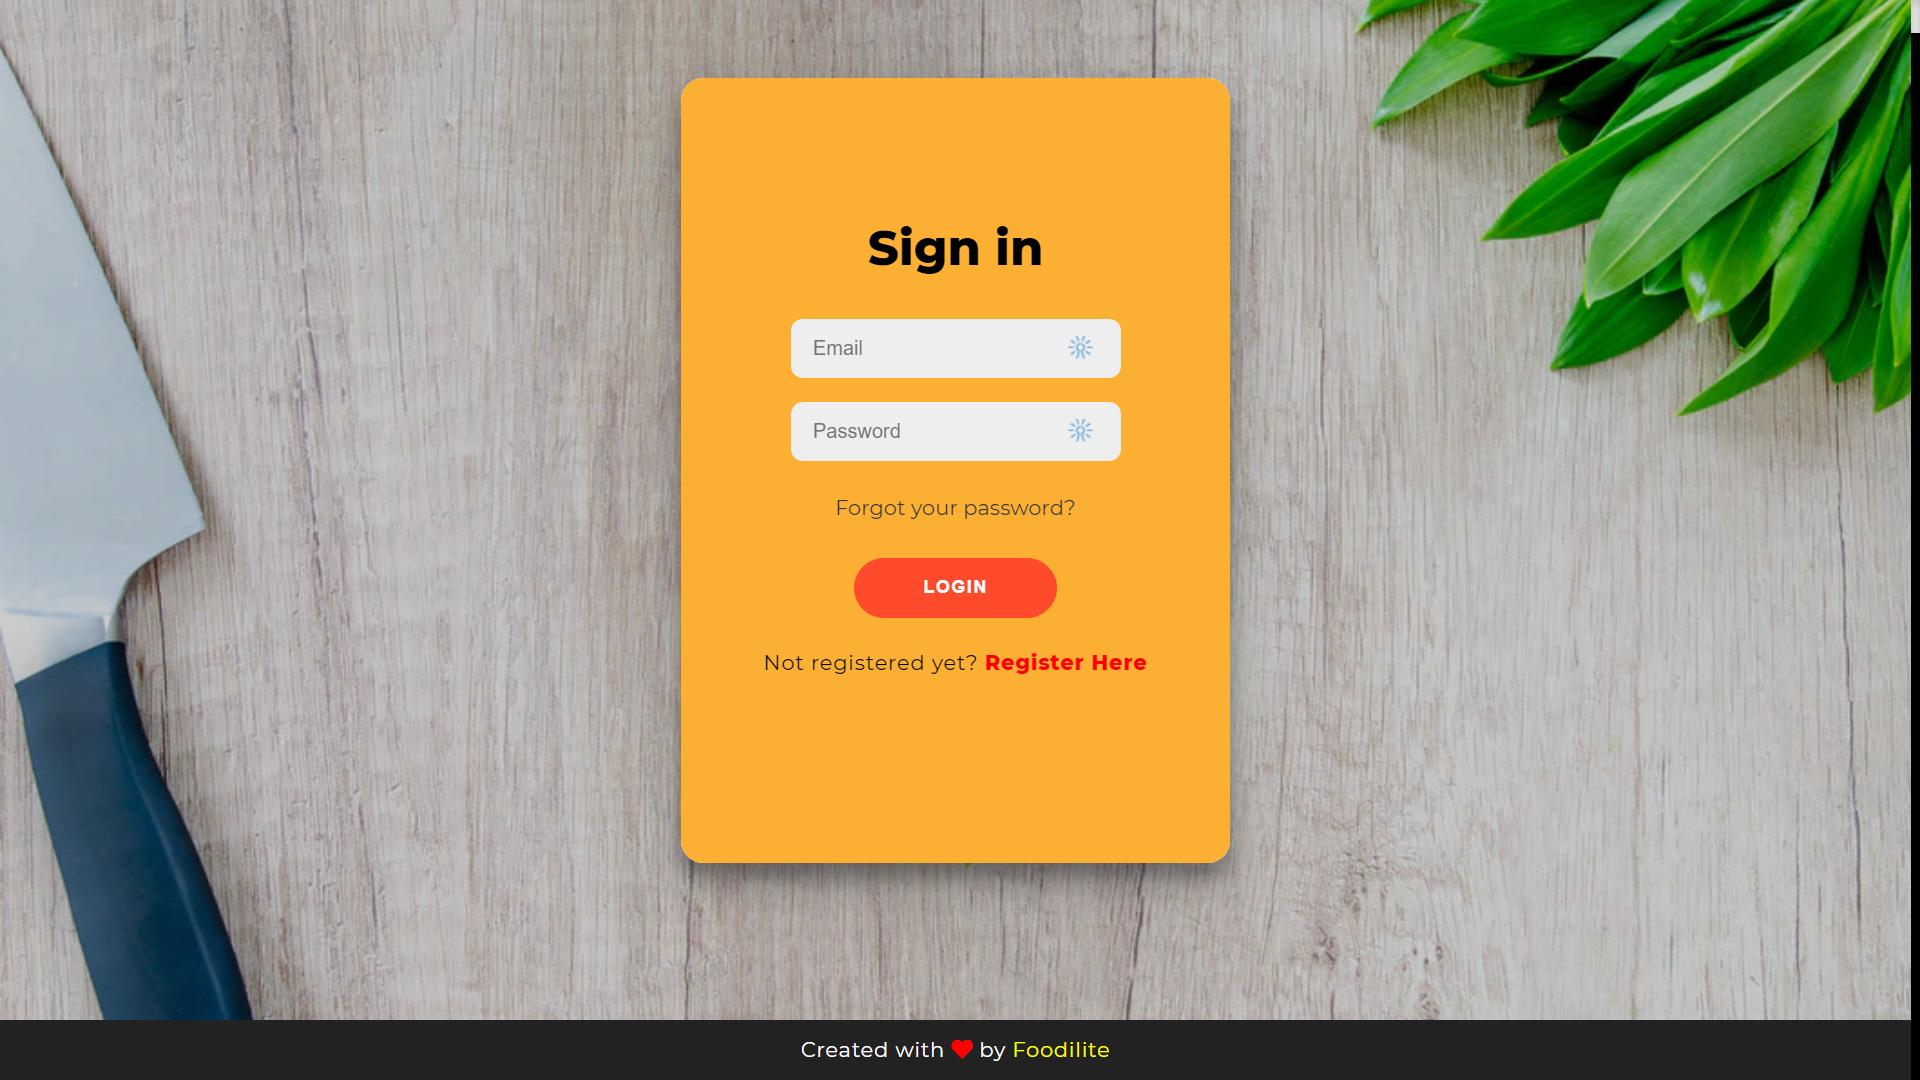 Sign in
Email
Password
Forgot your password?
LOGIN
Not registered yet? Register Here
Created with ❤ by Foodilite